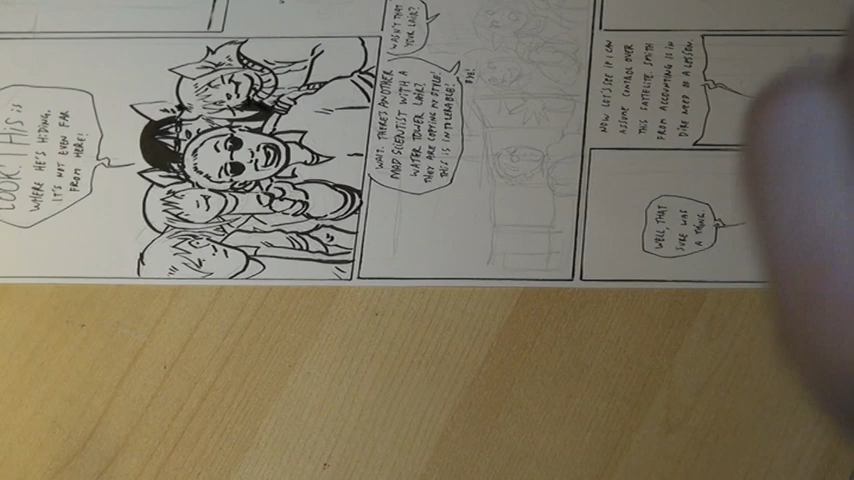 LOOK! THIS IS
WHERE HE'S HIDING.
IT'S NOT EVEN FAR
FROM HERE!
WAIT. THERE'S ANOTHER
MAD SCIENTIST WITH A
WATER TOWER LAIR?
THEY ARE COPYING MY STYLE!
THIS IS INTOLERABLE!
WASN'T THAT
YOUR LAIR?
WELL, THAT
SURE WAS
A THING.
NOW LET'S SEE IF I CAN
ASSUME CONTROL OVER
THIS SATTELITE. SMITH
FROM ACCOUNTING IS IN
DIRE NEED OF A LESSON.